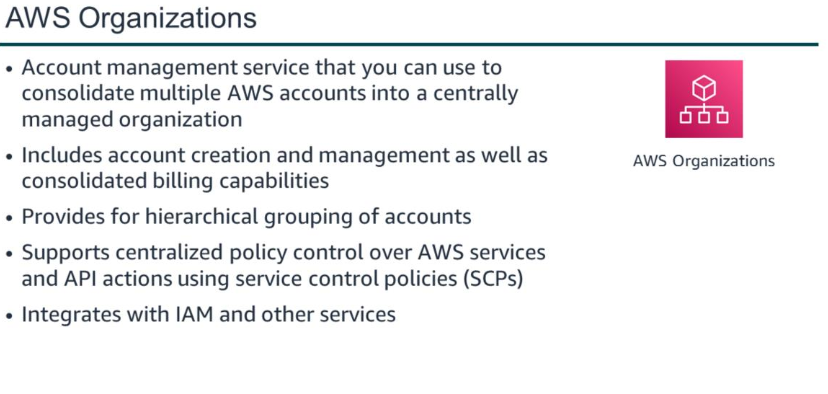 AWS Organizations
• Account management service that you can use to
consolidate multiple AWS accounts into a centrally
managed organization
• Includes account creation and management as well as
consolidated billing capabilities
• Provides for hierarchical grouping of accounts
• Supports centralized policy control over AWS services
and API actions using service control policies (SCPs)
• Integrates with IAM and other services
AWS Organizations